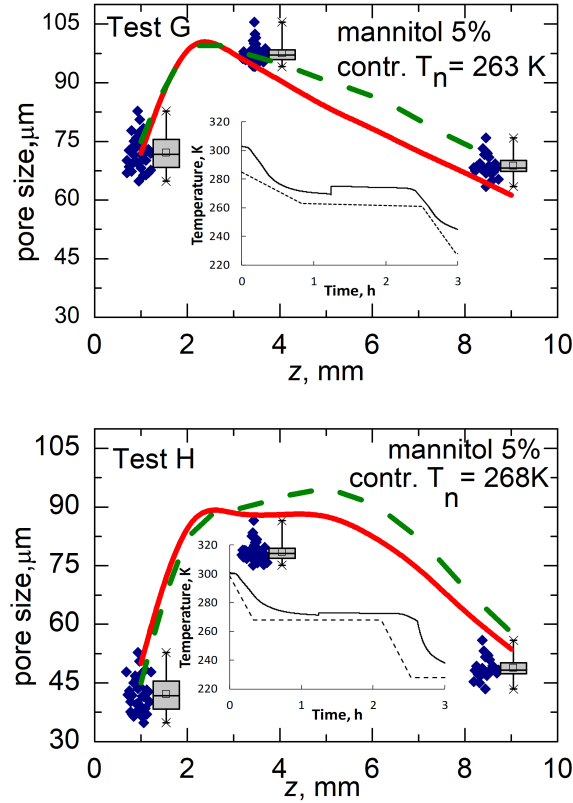 Test G
mannitol 5%
contr. Tn= 263 K
105
90
75
60
45
30
pore size,μm
300
280
260
240
220
Temperature, K
0 1 2 3
Time, h
0 2 4 6 8 10
z, mm
Test H
mannitol 5%
contr. Tn = 268K
105
90
75
60
45
30
pore size,μm
300
280
260
240
220
Temperature, K
0 1 2 3
Time, h
0 2 4 6 8 10
z, mm